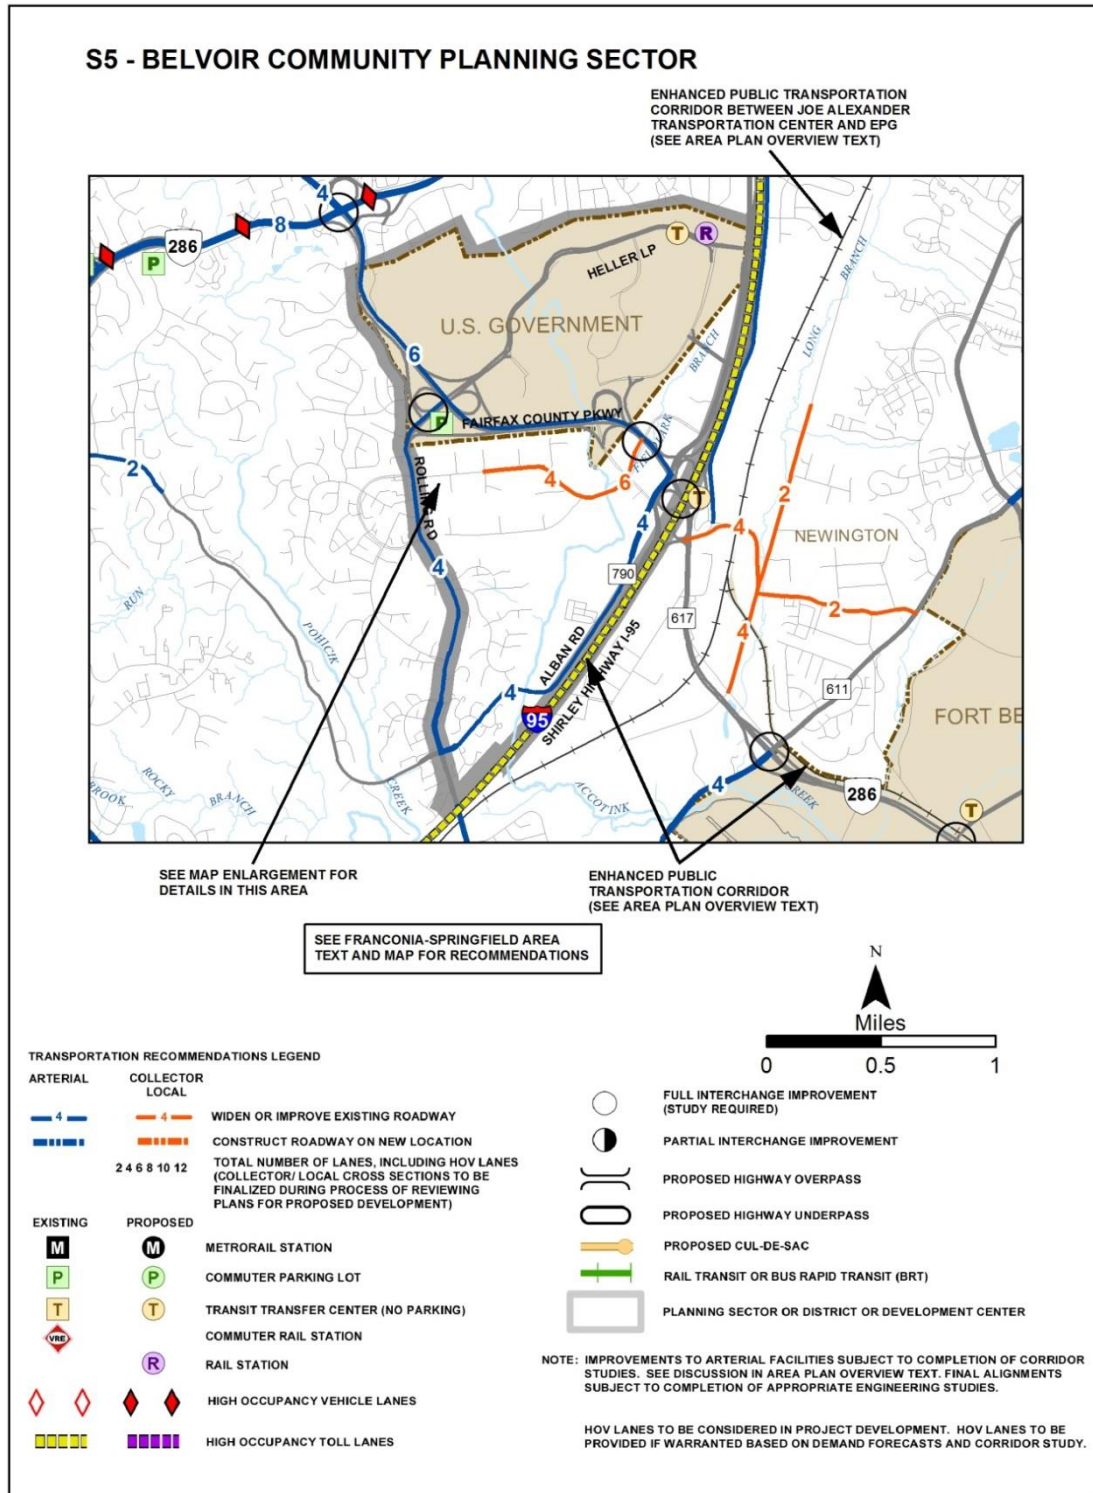 S5 - BELVOIR COMMUNITY PLANNING SECTOR
ENHANCED PUBLIC TRANSPORTATION
CORRIDOR BETWEEN JOE ALEXANDER
TRANSPORTATION CENTER AND EPG
(SEE AREA PLAN OVERVIEW TEXT)
4
8
286
P
T
R
HELLER LP
BRANCH
LONG
U.S. GOVERNMENT
BRANCH
6
P
FAIRFAX COUNTY PKWY
ROLLING RD
2
4
6
T
4
4
2
NEWINGTON
4
790
617
2
4
RUN
POHICK
ALBAN RD
SHIRLEY HIGHWAY I-95
4
95
611
FORT BE
ROCKY
BRANCH
BROOK
CREEK
ACCOTINK
CREEK
4
286
T
SEE MAP ENLARGEMENT FOR
DETAILS IN THIS AREA
ENHANCED PUBLIC
TRANSPORTATION CORRIDOR
(SEE AREA PLAN OVERVIEW TEXT)
SEE FRANCONIA-SPRINGFIELD AREA
TEXT AND MAP FOR RECOMMENDATIONS
N
Miles
0 0.5 1
TRANSPORTATION RECOMMENDATIONS LEGEND
ARTERIAL COLLECTOR
LOCAL
4 4 WIDEN OR IMPROVE EXISTING ROADWAY
CONSTRUCT ROADWAY ON NEW LOCATION
2 4 6 8 10 12 TOTAL NUMBER OF LANES, INCLUDING HOV LANES
(COLLECTOR/ LOCAL CROSS SECTIONS TO BE
FINALIZED DURING PROCESS OF REVIEWING
PLANS FOR PROPOSED DEVELOPMENT)
EXISTING PROPOSED
M M METRORAIL STATION
P P COMMUTER PARKING LOT
T T TRANSIT TRANSFER CENTER (NO PARKING)
VRE COMMUTER RAIL STATION
R RAIL STATION
HIGH OCCUPANCY VEHICLE LANES
HIGH OCCUPANCY TOLL LANES
FULL INTERCHANGE IMPROVEMENT
(STUDY REQUIRED)
PARTIAL INTERCHANGE IMPROVEMENT
PROPOSED HIGHWAY OVERPASS
PROPOSED HIGHWAY UNDERPASS
PROPOSED CUL-DE-SAC
RAIL TRANSIT OR BUS RAPID TRANSIT (BRT)
PLANNING SECTOR OR DISTRICT OR DEVELOPMENT CENTER
NOTE: IMPROVEMENTS TO ARTERIAL FACILITIES SUBJECT TO COMPLETION OF CORRIDOR
STUDIES. SEE DISCUSSION IN AREA PLAN OVERVIEW TEXT. FINAL ALIGNMENTS
SUBJECT TO COMPLETION OF APPROPRIATE ENGINEERING STUDIES.
HOV LANES TO BE CONSIDERED IN PROJECT DEVELOPMENT. HOV LANES TO BE
PROVIDED IF WARRANTED BASED ON DEMAND FORECASTS AND CORRIDOR STUDY.